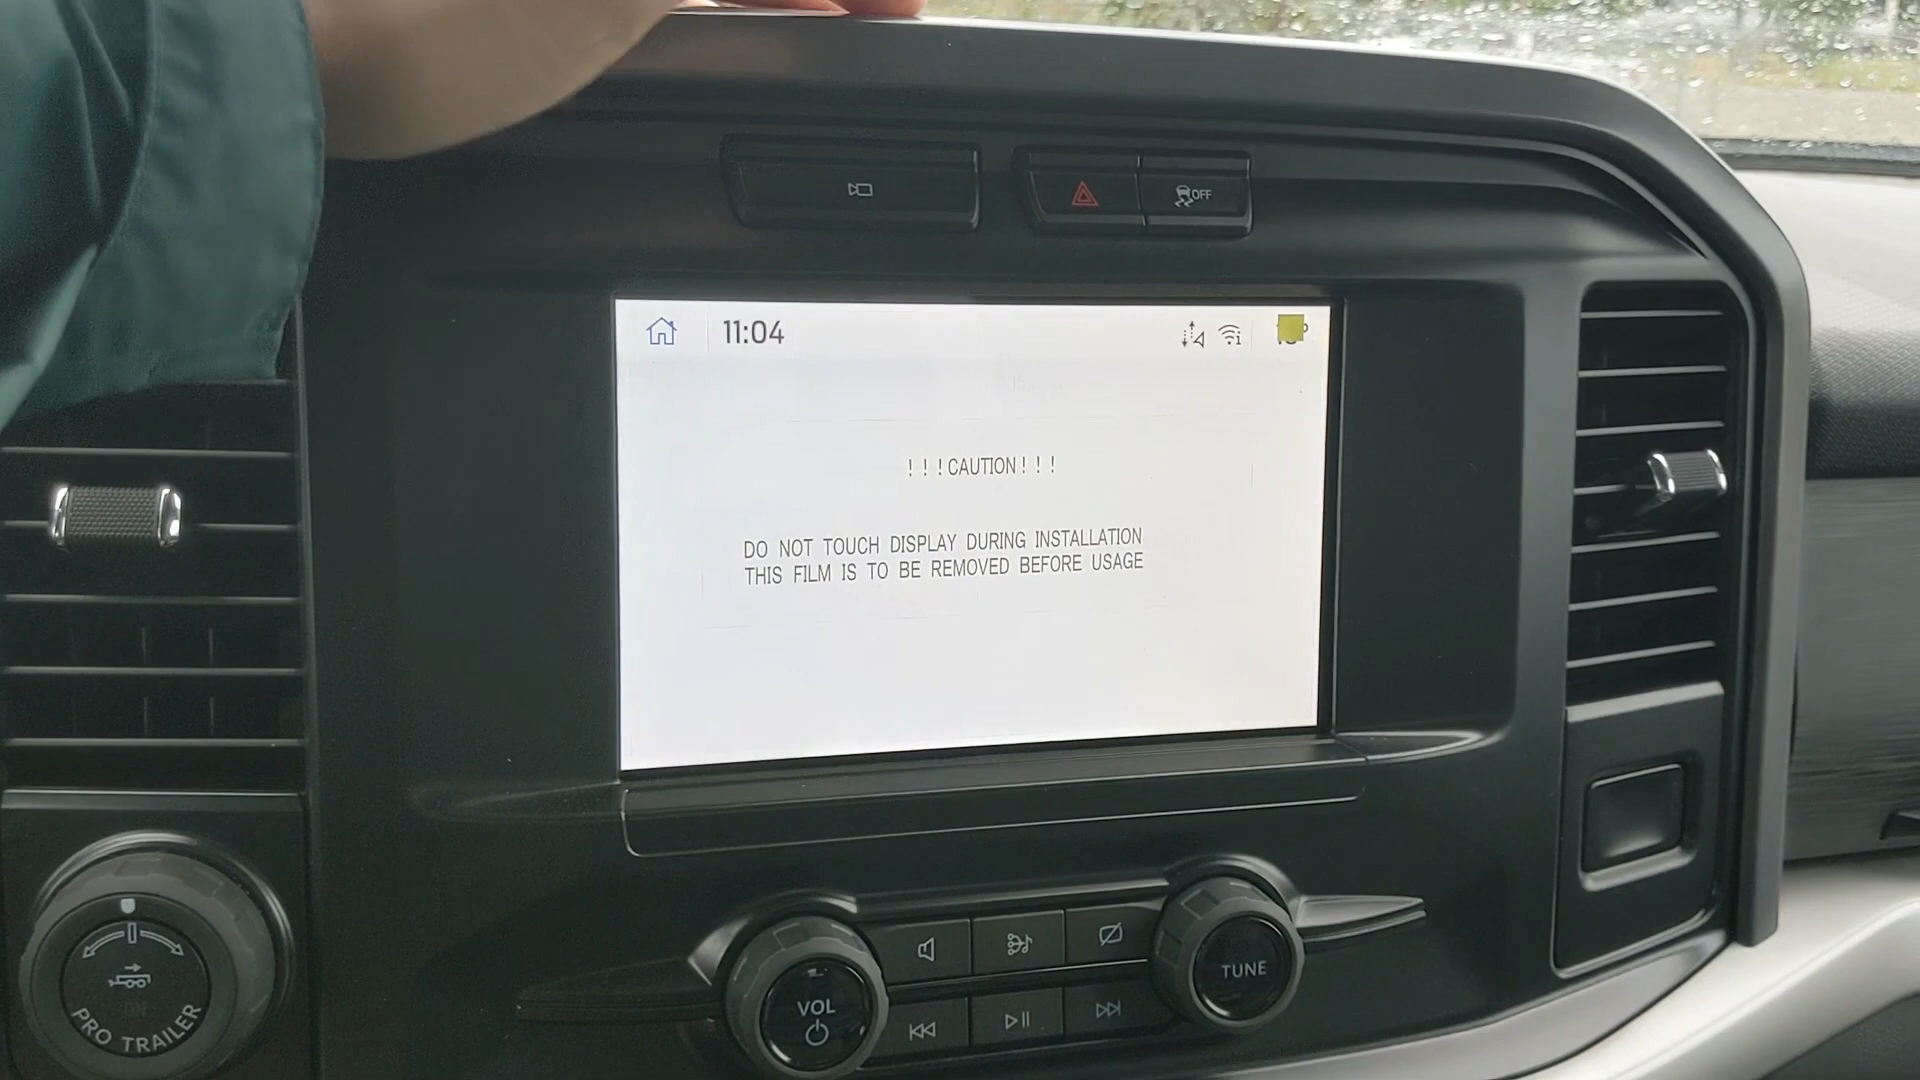 OFF
11:04
! ! ! CAUTION ! ! !
DO NOT TOUCH DISPLAY DURING INSTALLATION
THIS FILM IS TO BE REMOVED BEFORE USAGE
TUNE
VOL
PRO TRAILER